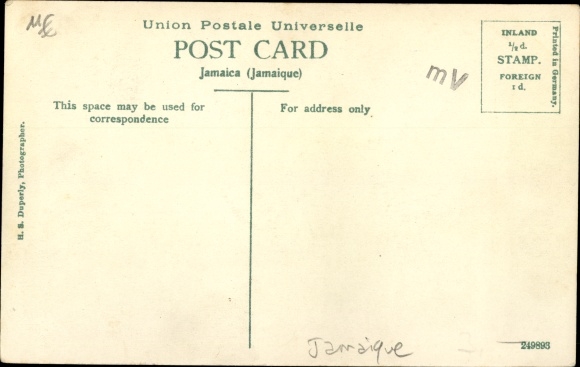 Union Postale Universelle
POST CARD
Jamaica (Jamaique)
This space may be used for
correspondence
For address only
INLAND
1/2 d.
STAMP.
FOREIGN
1 d.
Printed in Germany.
mV
H. S. Duperly, Photographer.
Jamaique
249893